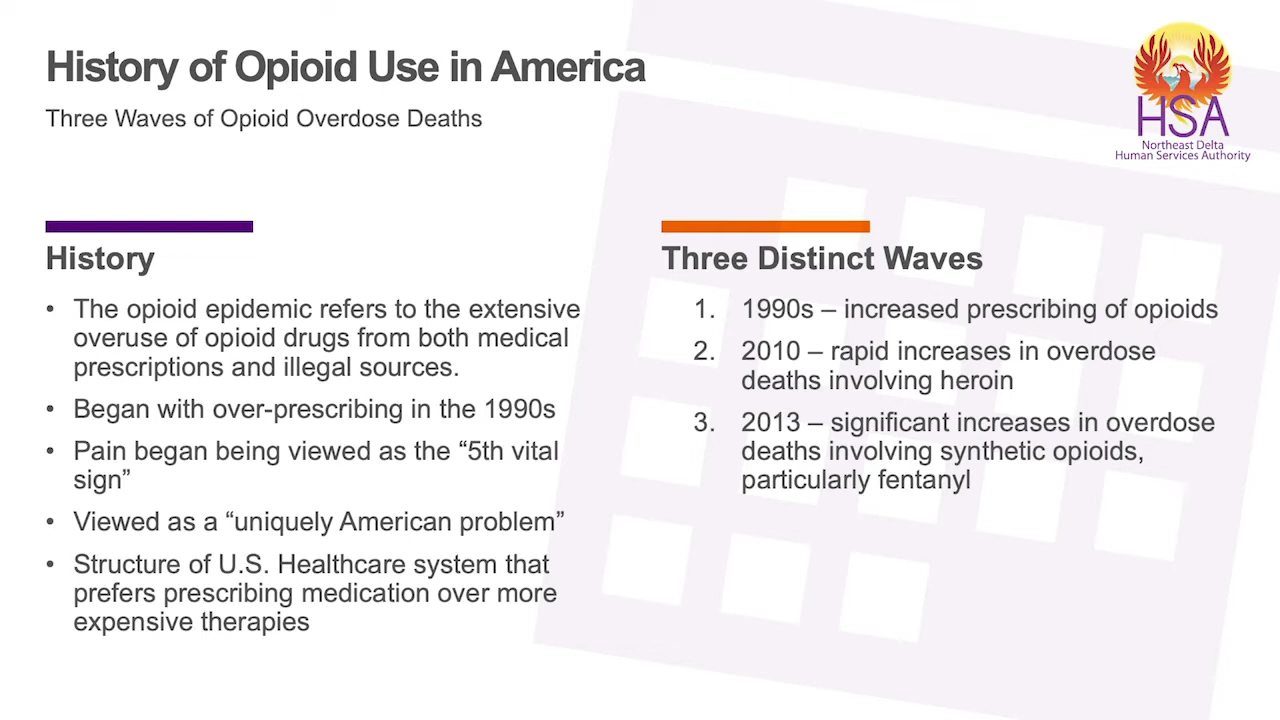 History of Opioid Use in America
Three Waves of Opioid Overdose Deaths
HSA
Northeast Delta
Human Services Authority
History
• The opioid epidemic refers to the extensive
overuse of opioid drugs from both medical
prescriptions and illegal sources.
• Began with over-prescribing in the 1990s
• Pain began being viewed as the “5th vital
sign”
• Viewed as a “uniquely American problem”
• Structure of U.S. Healthcare system that
prefers prescribing medication over more
expensive therapies
Three Distinct Waves
1. 1990s – increased prescribing of opioids
2. 2010 – rapid increases in overdose
deaths involving heroin
3. 2013 – significant increases in overdose
deaths involving synthetic opioids,
particularly fentanyl